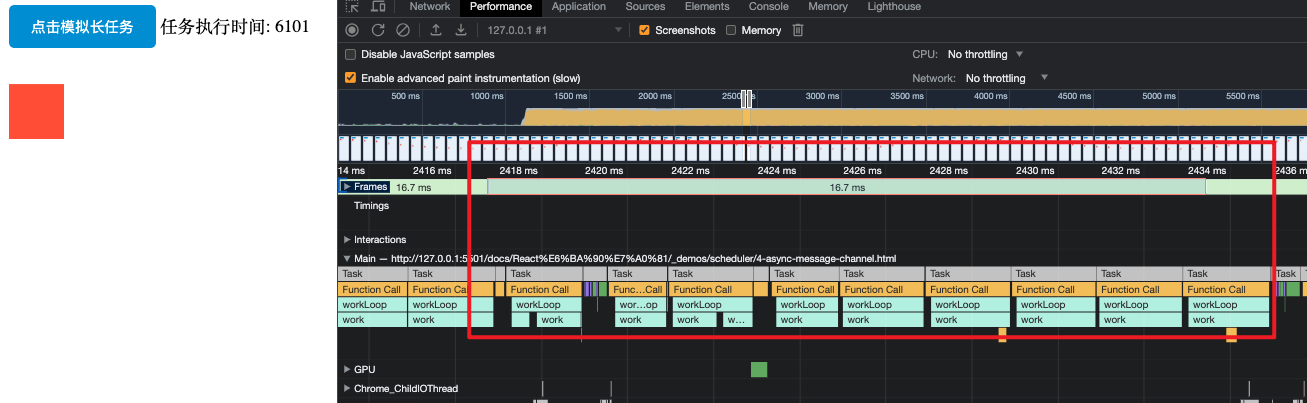 点击模拟长任务 任务执行时间: 6101
Network Performance Application Sources Elements Console Memory Lighthouse
127.0.0.1 #1 Screenshots Memory
Disable JavaScript samples CPU: No throttling
Enable advanced paint instrumentation (slow) Network: No throttling
500 ms 1000 ms 1500 ms 2000 ms 2500 ms 3000 ms 3500 ms 4000 ms 4500 ms 5000 ms 5500 ms
14 ms 2416 ms 2418 ms 2420 ms 2422 ms 2424 ms 2426 ms 2428 ms 2430 ms 2432 ms 2434 ms 2436 m
Frames 16.7 ms 16.7 ms
Timings
Interactions
Main — http://127.0.0.1:5501/docs/React%E6%BA%90%E7%A0%81/_demos/scheduler/4-async-message-channel.html
Task Task Task Task Task Task Task Task Task Task Task Task
Function Call Function Call Function Call Func…Call Function Call Function Call Function Call Function Call Function Call Function Call Function Call
workLoop workLoop workLoop wor…op workLoop workLoop workLoop workLoop workLoop workLoop workLoop
work work work work work w… work work work work work work
GPU
Chrome_ChildIOThread